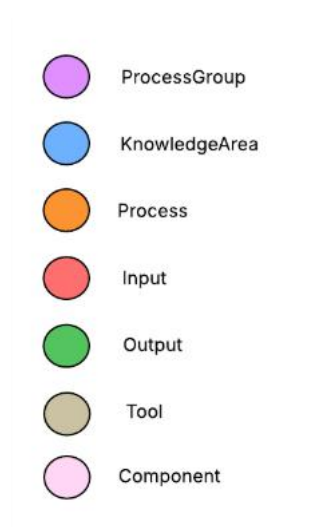 ProcessGroup
KnowledgeArea
Process
Input
Output
Tool
Component